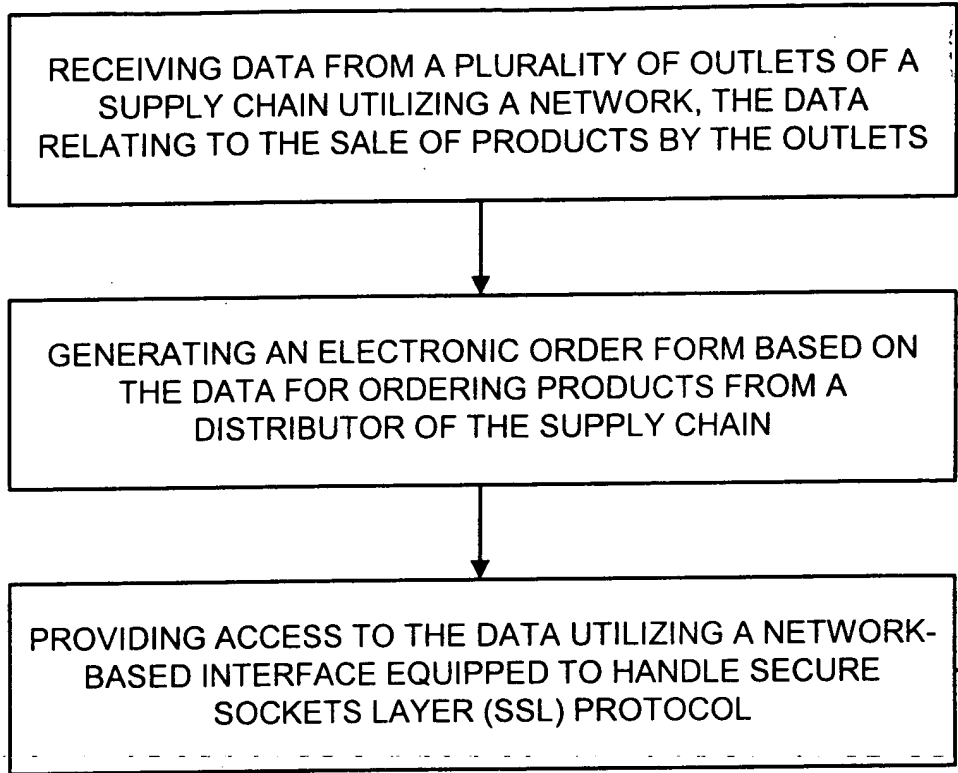 RECEIVING DATA FROM A PLURALITY OF OUTLETS OF A
SUPPLY CHAIN UTILIZING A NETWORK, THE DATA
RELATING TO THE SALE OF PRODUCTS BY THE OUTLETS
GENERATING AN ELECTRONIC ORDER FORM BASED ON
THE DATA FOR ORDERING PRODUCTS FROM A
DISTRIBUTOR OF THE SUPPLY CHAIN
PROVIDING ACCESS TO THE DATA UTILIZING A NETWORK-
BASED INTERFACE EQUIPPED TO HANDLE SECURE
SOCKETS LAYER (SSL) PROTOCOL